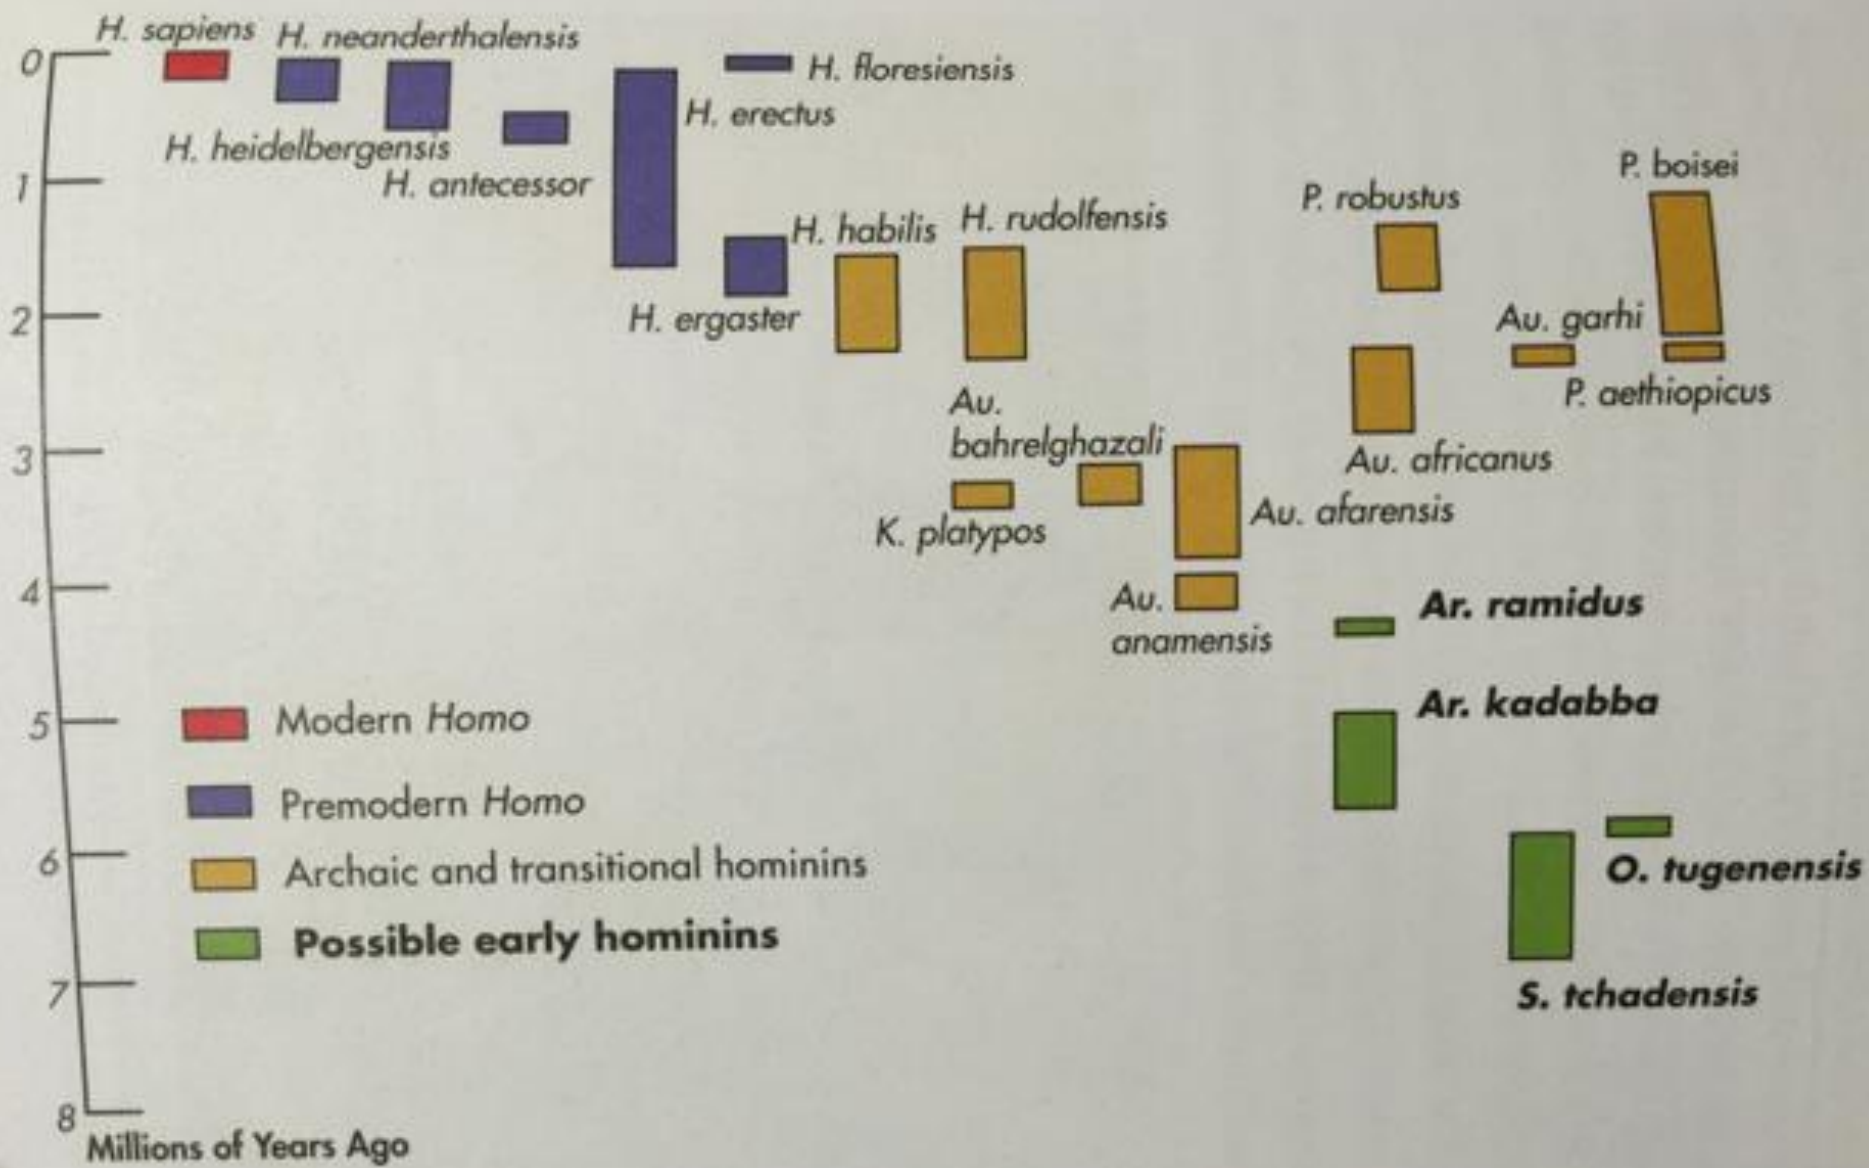 H. sapiens
H. neanderthalensis
0
H. floresiensis
H. erectus
H. heidelbergensis
H. antecessor
1
P. boisei
P. robustus
H. habilis
H. rudolfensis
2
H. ergaster
Au. garhi
P. aethiopicus
Au.
bahrelghazali
3
Au. africanus
Au. afarensis
K. platypos
4
Au.
anamensis
Ar. ramidus
Ar. kadabba
5
Modern Homo
Premodern Homo
6
Archaic and transitional hominins
O. tugenensis
Possible early hominins
7
S. tchadensis
8
Millions of Years Ago